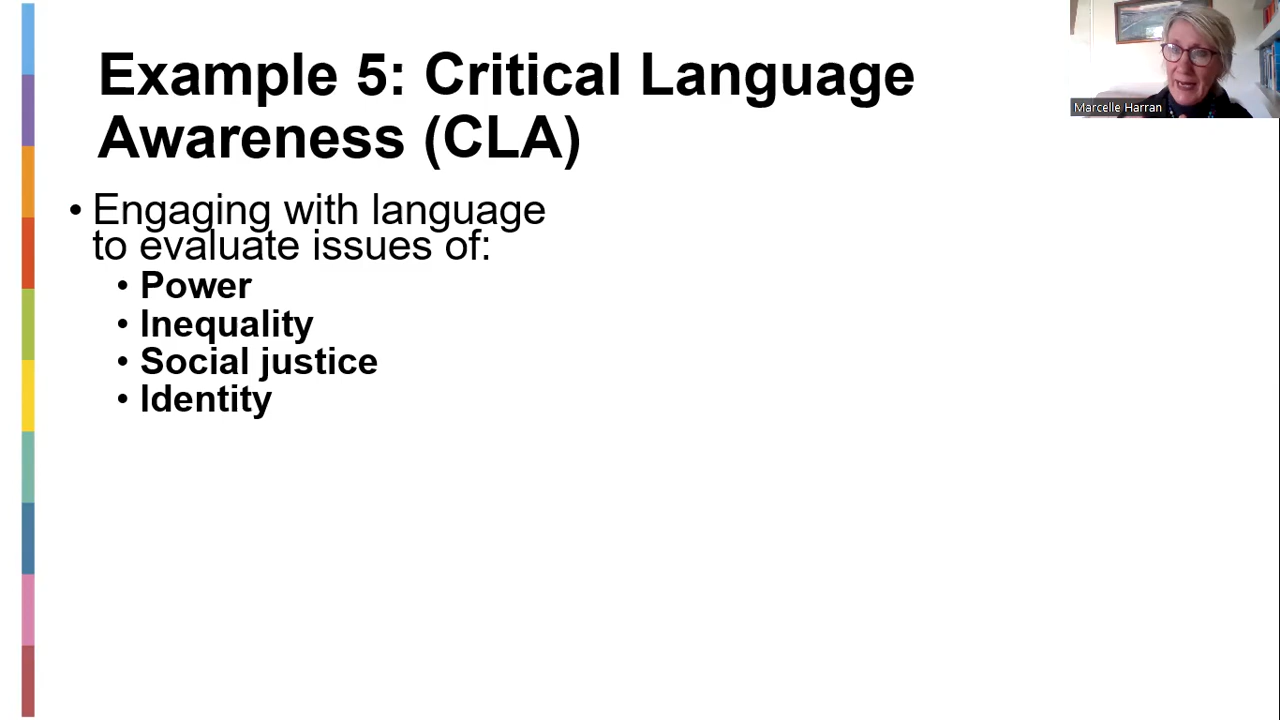 Example 5: Critical Language
Awareness (CLA)
• Engaging with language
to evaluate issues of:
• Power
• Inequality
• Social justice
• Identity
Marcelle Harran